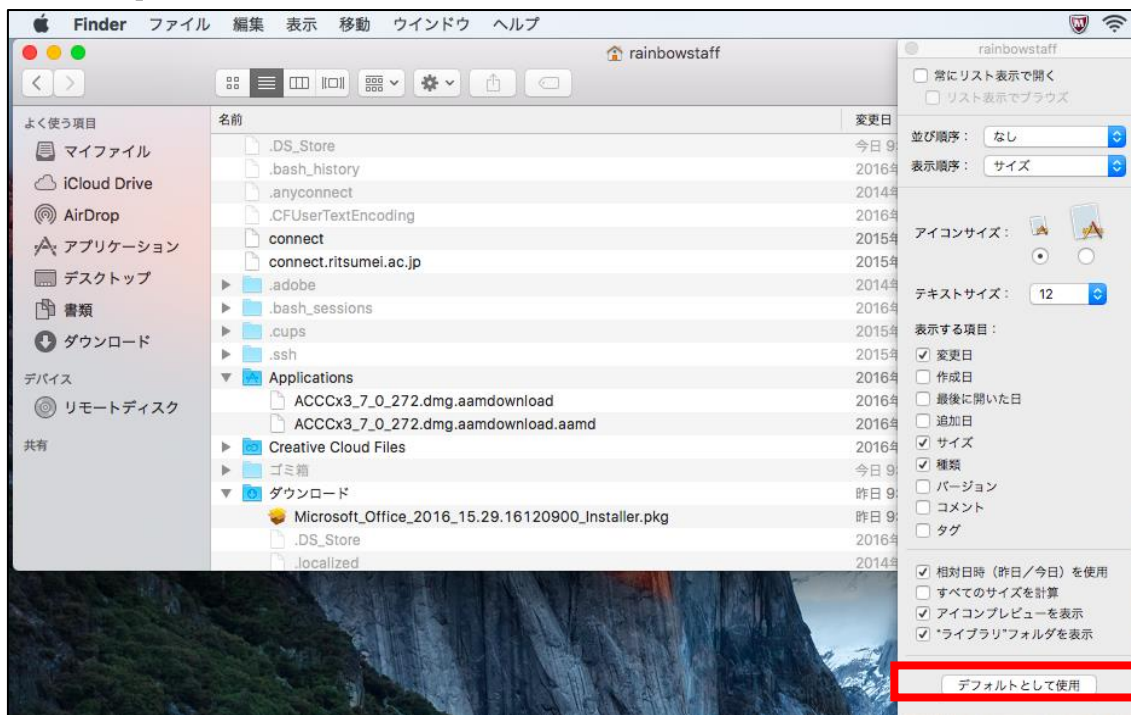 Finder ファイル 編集 表示 移動 ウインドウ ヘルプ
rainbowstaff
よく使う項目
マイファイル
iCloud Drive
AirDrop
アプリケーション
デスクトップ
書類
ダウンロード
デバイス
リモートディスク
共有
名前 変更日
.DS_Store 今日 9:
.bash_history 2016年
.anyconnect 2014年
.CFUserTextEncoding 2016年
connect 2015年
connect.ritsumei.ac.jp 2015年
.adobe 2014年
.bash_sessions 2016年
.cups 2015年
.ssh 2015年
Applications 2016年
ACCCx3_7_0_272.dmg.aamdownload 2016年
ACCCx3_7_0_272.dmg.aamdownload.aamd 2016年
Creative Cloud Files 2016年
ゴミ箱 今日 9:
ダウンロード 昨日 9:
Microsoft_Office_2016_15.29.16120900_Installer.pkg 昨日 9:
.DS_Store 2016年
.localized 2014年
rainbowstaff
常にリスト表示で開く
リスト表示でブラウズ
並び順序： なし
表示順序： サイズ
アイコンサイズ：
テキストサイズ： 12
表示する項目：
変更日
作成日
最後に開いた日
追加日
サイズ
種類
バージョン
コメント
タグ
相対日時（昨日／今日）を使用
すべてのサイズを計算
アイコンプレビューを表示
"ライブラリ"フォルダを表示
デフォルトとして使用